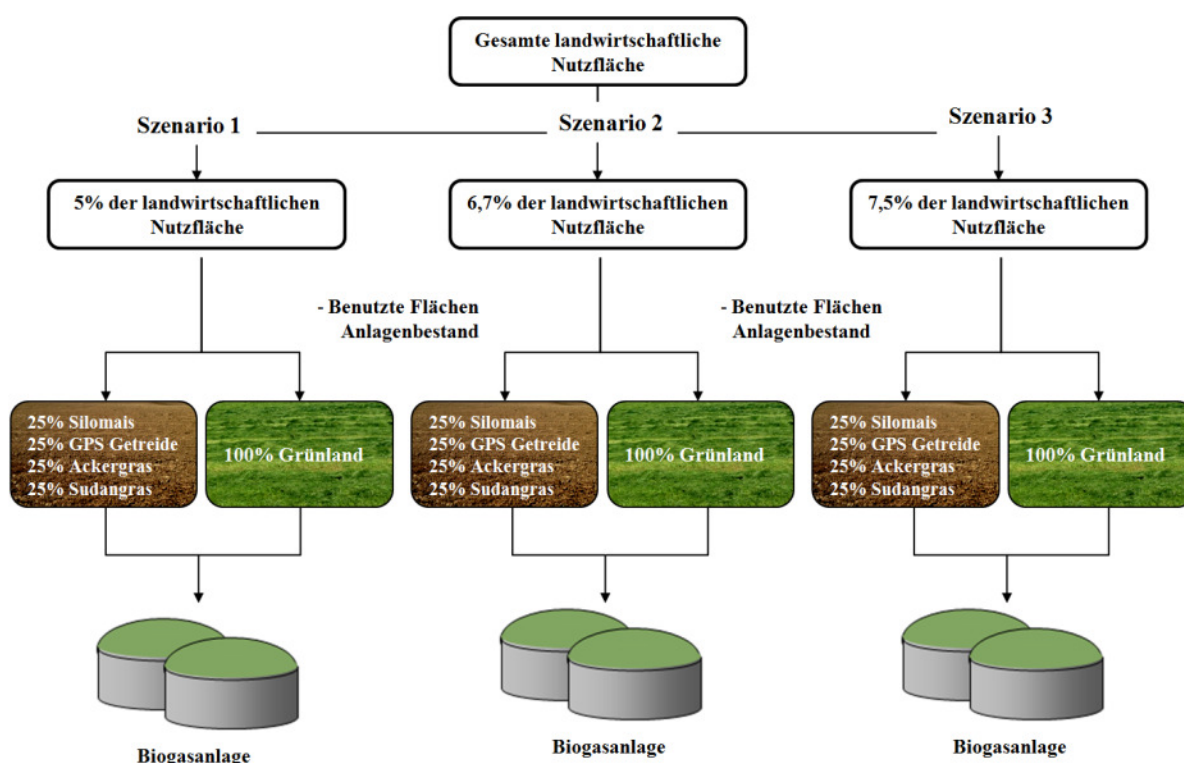 Gesamte landwirtschaftliche
Nutzfläche
Szenario 1
Szenario 2
Szenario 3
5% der landwirtschaftlichen
Nutzfläche
6,7% der landwirtschaftlichen
Nutzfläche
7,5% der landwirtschaftlichen
Nutzfläche
- Benutzte Flächen
Anlagenbestand
- Benutzte Flächen
Anlagenbestand
25% Silomais
25% GPS Getreide
25% Ackergras
25% Sudangras
100% Grünland
25% Silomais
25% GPS Getreide
25% Ackergras
25% Sudangras
100% Grünland
25% Silomais
25% GPS Getreide
25% Ackergras
25% Sudangras
100% Grünland
Biogasanlage
Biogasanlage
Biogasanlage